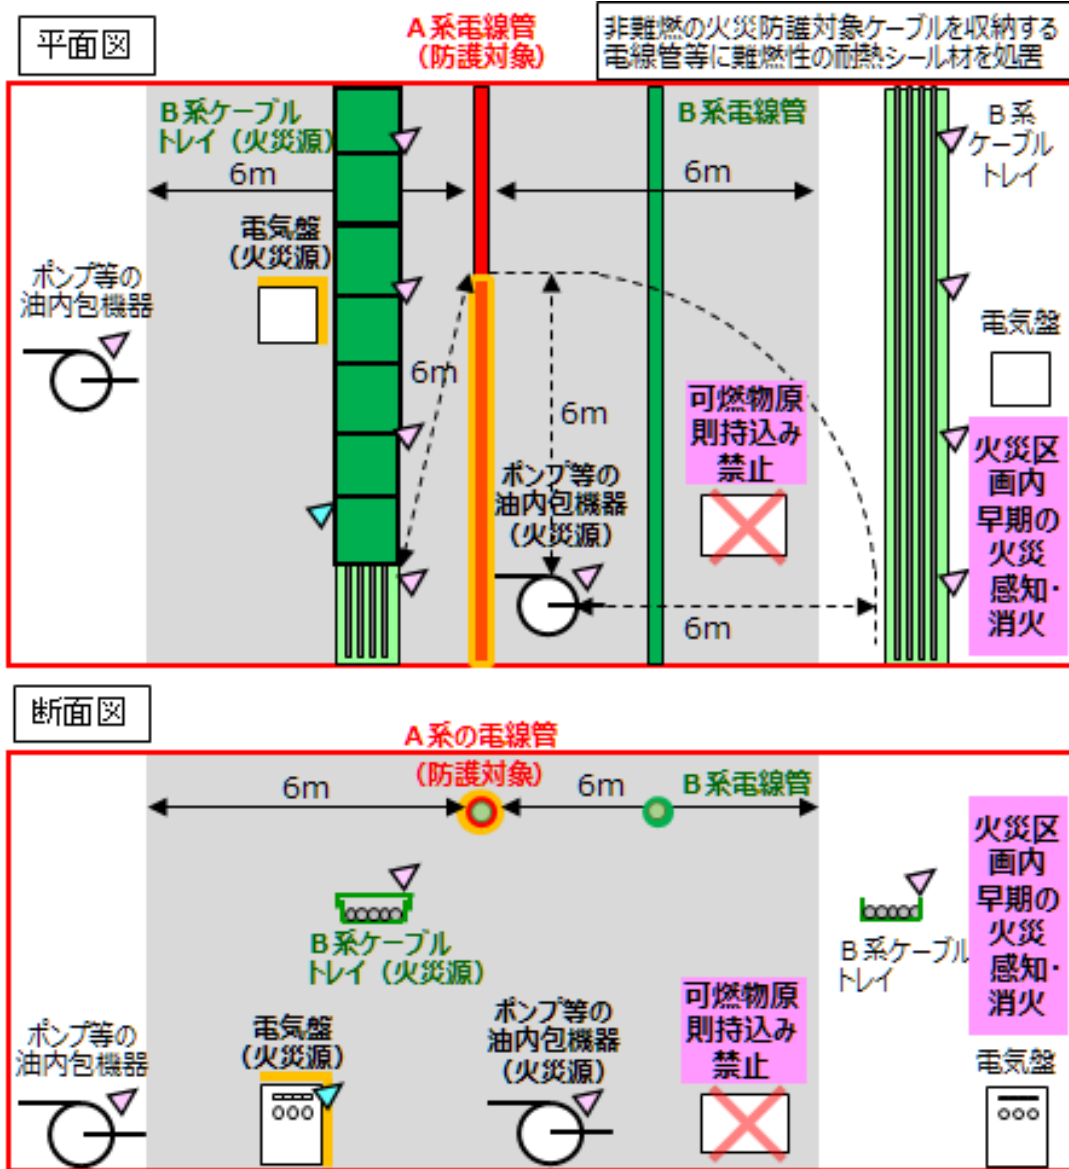 平面図
A系電線管
(防護対象)
非難燃の火災防護対象ケーブルを収納する
電線管等に難燃性の耐熱シール材を処置
B系ケーブル
トレイ（火災源）
B系電線管
B系
ケーブル
トレイ
6m
6m
電気盤
（火災源）
ポンプ等の
油内包機器
電気盤
6m
6m
可燃物原
則持込み
禁止
ポンプ等の
油内包機器
（火災源）
6m
火災区
画内
早期の
火災
感知・
消火
断面図
A系の電線管
(防護対象)
6m
6m
B系電線管
B系ケーブル
トレイ（火災源）
B系ケーブル
トレイ
火災区
画内
早期の
火災
感知・
消火
ポンプ等の
油内包機器
電気盤
（火災源）
ポンプ等の
油内包機器
（火災源）
可燃物原
則持込み
禁止
電気盤